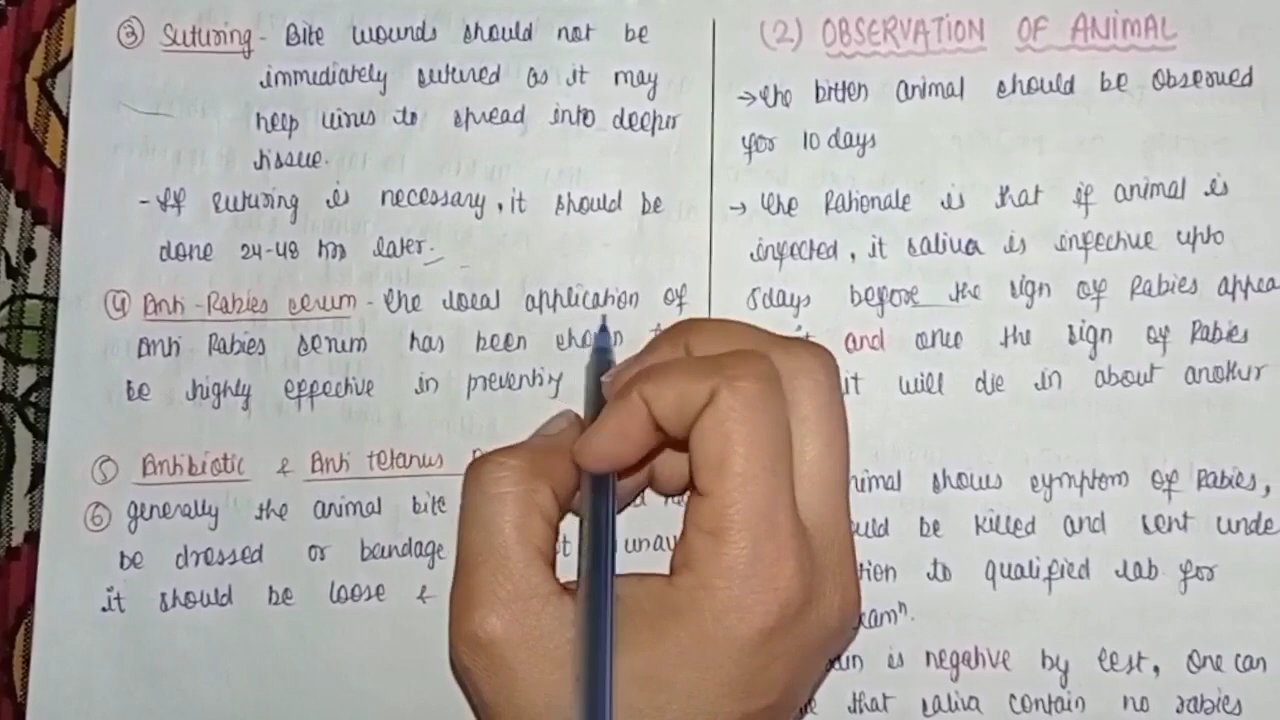 ③ Suturing - Bite wounds should not be
immediately sutured as it may
help virus to spread into deeper
tissue.
- If suturing is necessary, it should be
done 24-48 hrs later.
④ Anti-Rabies serum - the local application of
Anti Rabies serum has been
be highly effective in preventing
⑤ Antibiotic & Anti tetanus
⑥ generally the animal bite
be dressed or bandage
it should be loose &
(2) OBSERVATION OF ANIMAL
→ the bitten animal should be observed
for 10 days
→ the Rationale is that if animal is
infected, it saliva is infective upto
5days before the sign of Rabies appea
and once the sign of Rabies
it will die in about another
shows symptom of Rabies,
be killed and sent unde
to qualified lab for
is negative by test, One can
that saliva contain no rabies